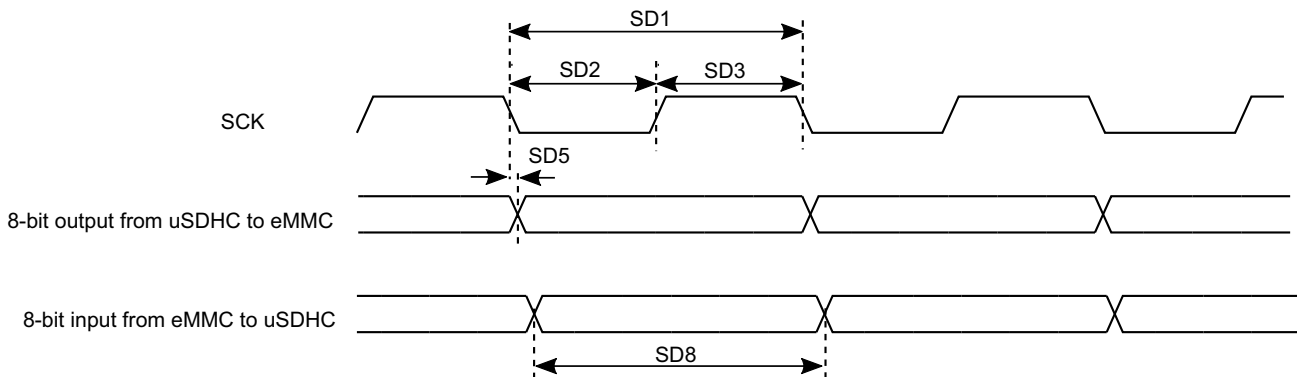 SD1
SD2
SD3
SCK
SD5
8-bit output from uSDHC to eMMC
8-bit input from eMMC to uSDHC
SD8